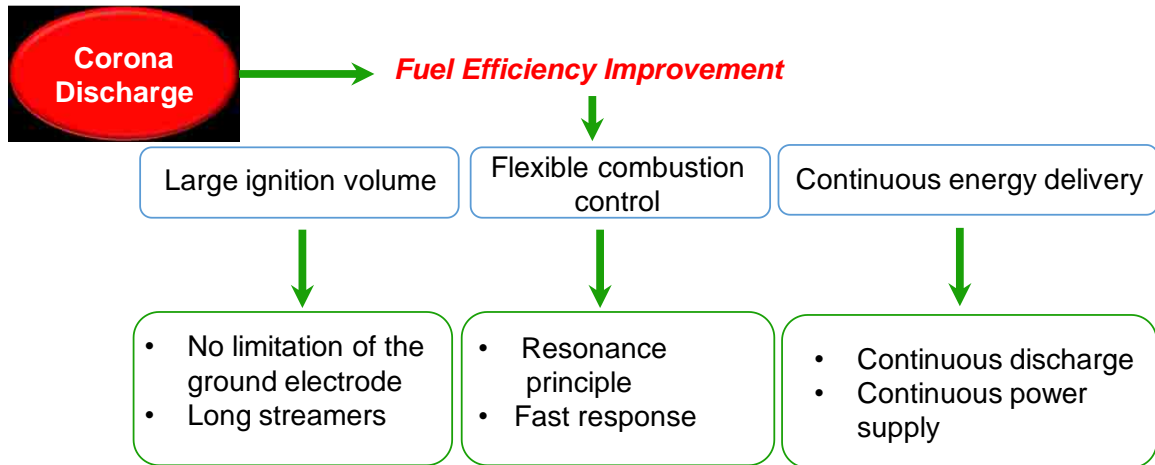 Corona
Discharge
Fuel Efficiency Improvement
Large ignition volume
Flexible combustion
control
Continuous energy delivery
• No limitation of the
ground electrode
• Long streamers
• Resonance
principle
• Fast response
• Continuous discharge
• Continuous power
supply